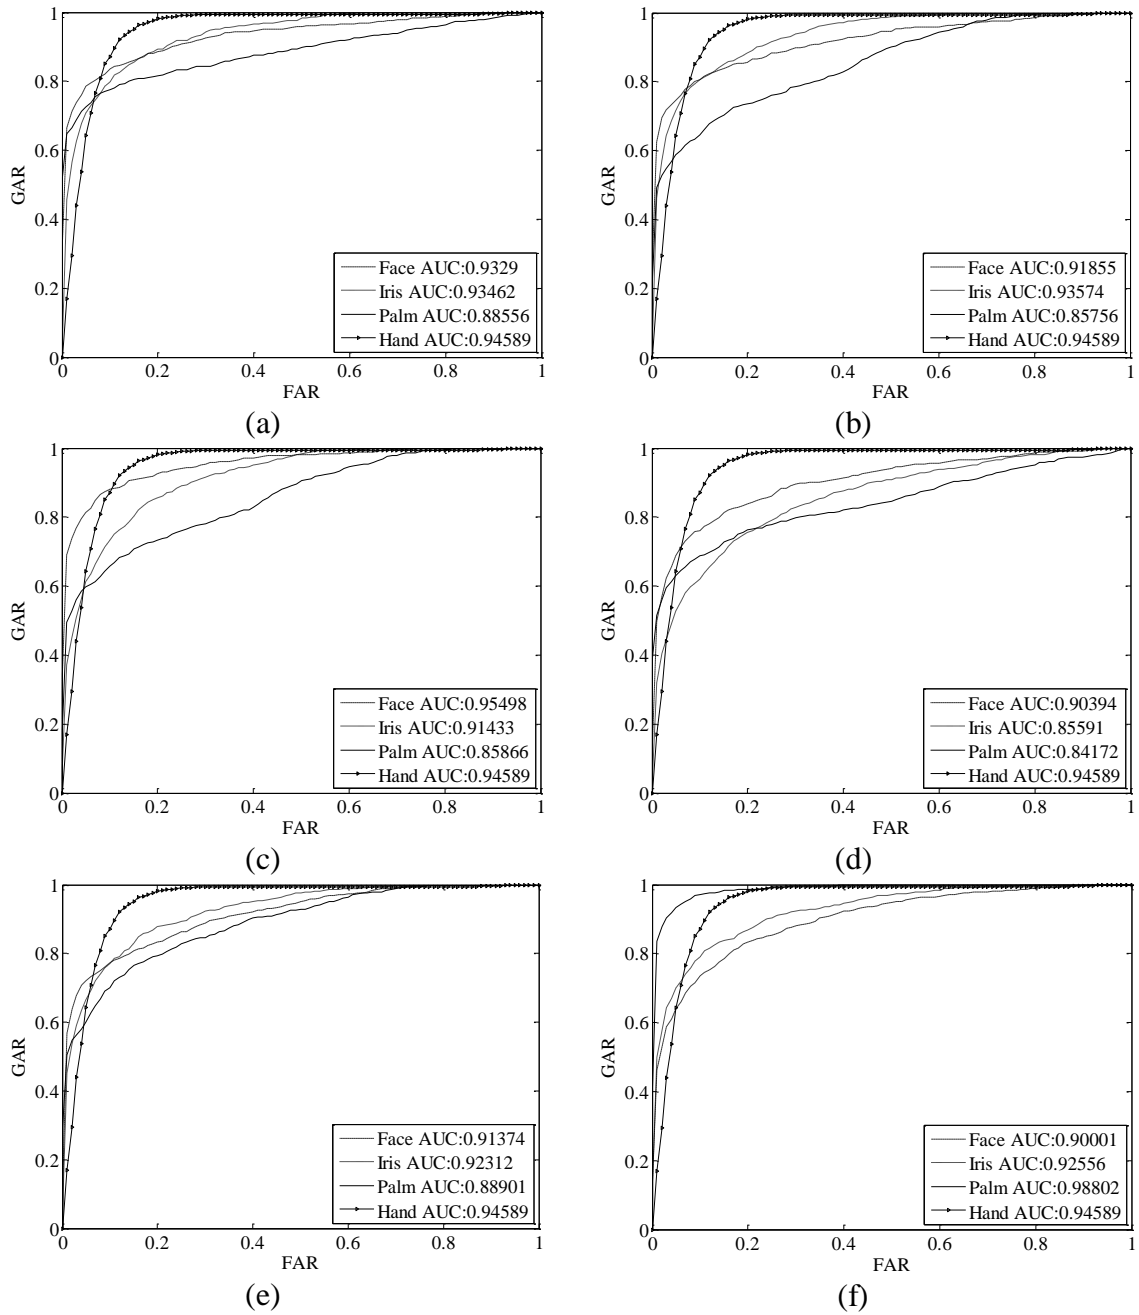 1
0.8
0.6
GAR
0.4
0.2
0
Face AUC:0.9329
Iris AUC:0.93462
Palm AUC:0.88556
Hand AUC:0.94589
0 0.2 0.4 0.6 0.8 1
FAR
(a)
1
0.8
0.6
GAR
0.4
0.2
0
Face AUC:0.91855
Iris AUC:0.93574
Palm AUC:0.85756
Hand AUC:0.94589
0 0.2 0.4 0.6 0.8 1
FAR
(b)
1
0.8
0.6
GAR
0.4
0.2
0
Face AUC:0.95498
Iris AUC:0.91433
Palm AUC:0.85866
Hand AUC:0.94589
0 0.2 0.4 0.6 0.8 1
FAR
(c)
1
0.8
0.6
GAR
0.4
0.2
0
Face AUC:0.90394
Iris AUC:0.85591
Palm AUC:0.84172
Hand AUC:0.94589
0 0.2 0.4 0.6 0.8 1
FAR
(d)
1
0.8
0.6
GAR
0.4
0.2
0
Face AUC:0.91374
Iris AUC:0.92312
Palm AUC:0.88901
Hand AUC:0.94589
0 0.2 0.4 0.6 0.8 1
FAR
(e)
1
0.8
0.6
GAR
0.4
0.2
0
Face AUC:0.90001
Iris AUC:0.92556
Palm AUC:0.98802
Hand AUC:0.94589
0 0.2 0.4 0.6 0.8 1
FAR
(f)